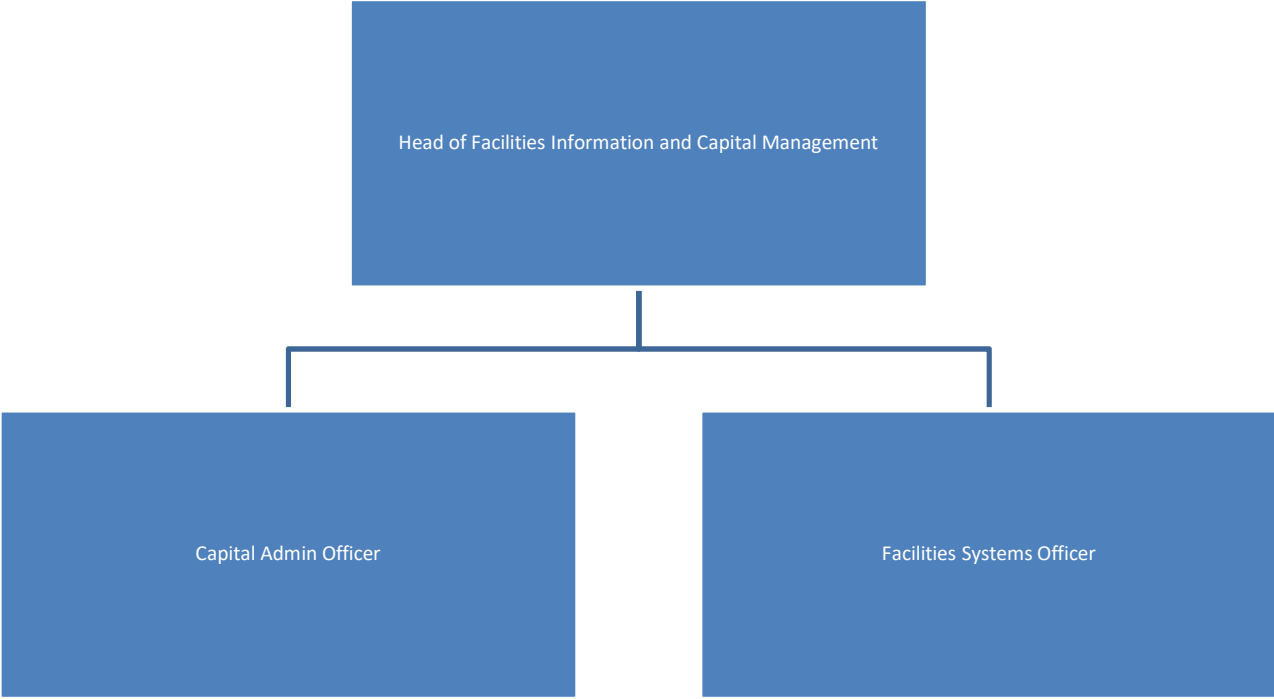 Head of Facilities Information and Capital Management
Capital Admin Officer
Facilities Systems Officer